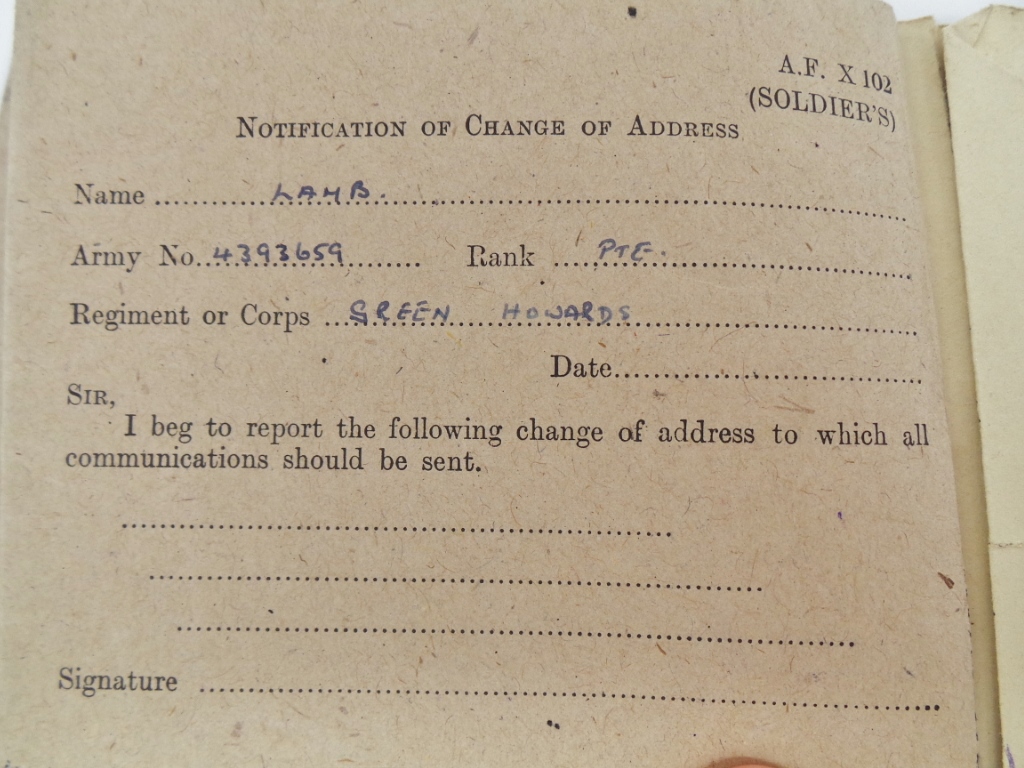 A.F. X 102
(SOLDIER'S)
NOTIFICATION OF CHANGE OF ADDRESS
Name .......... LAMB. ..........
Army No. 4393659 .......... Rank .......... PTE. ..........
Regiment or Corps .......... GREEN HOWARDS ..........
Date ..........
SIR,
I beg to report the following change of address to which all
communications should be sent.
Signature ..........